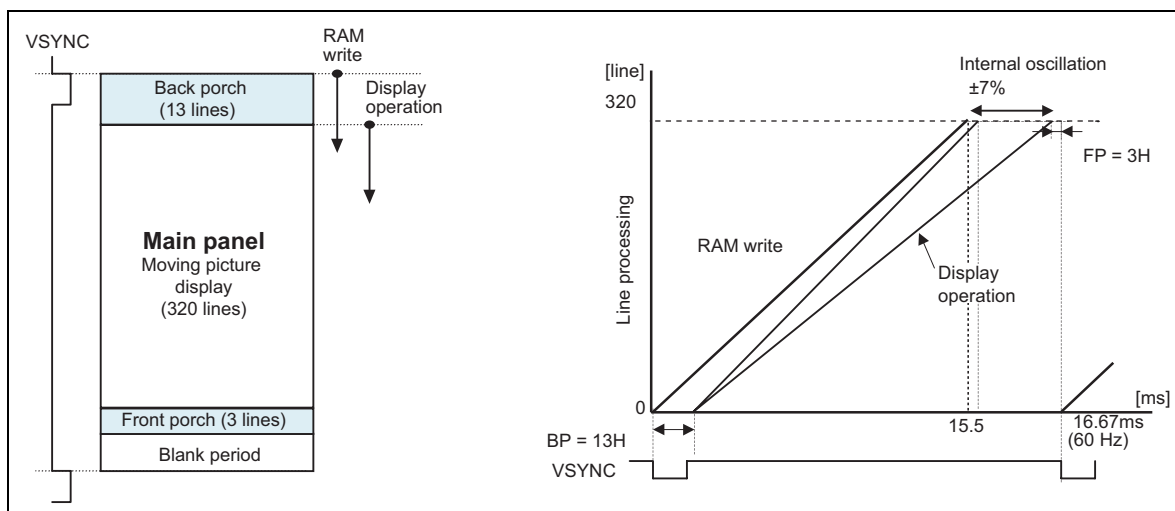 VSYNC
RAM
write
Display
operation
Back porch
(13 lines)
Main panel
Moving picture
display
(320 lines)
Front porch (3 lines)
Blank period
[line]
320
Line processing
0
Internal oscillation
±7%
FP = 3H
RAM write
Display
operation
[ms]
15.5
16.67ms
(60 Hz)
BP = 13H
VSYNC